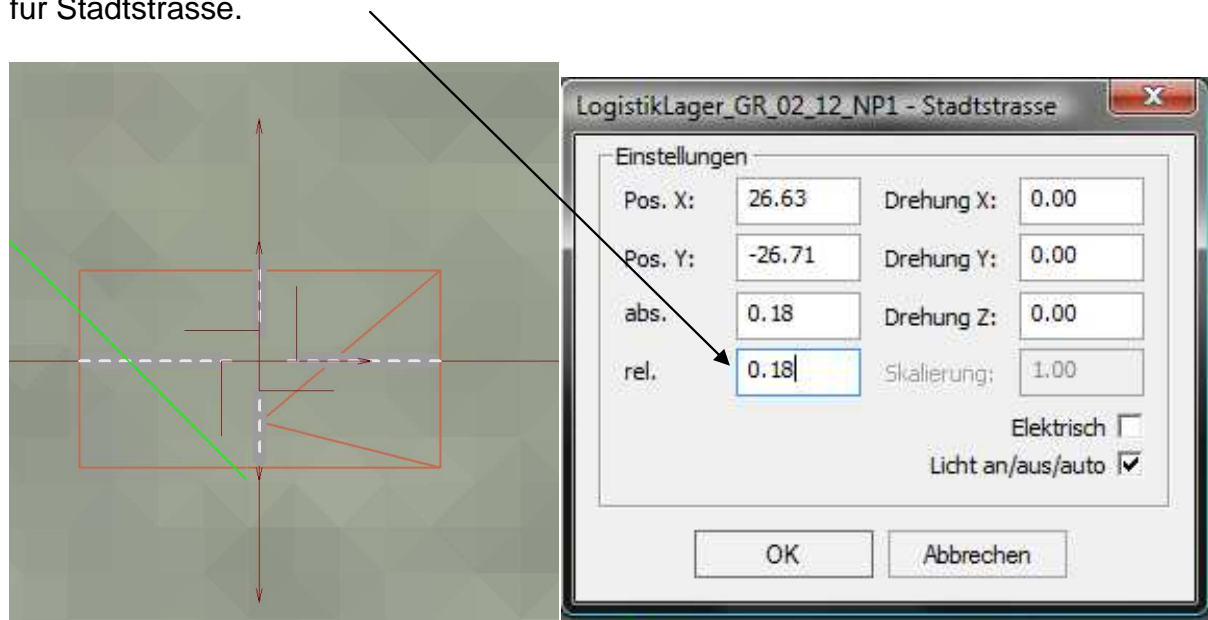 für Stadtstrasse.
LogistikLager_GR_02_12_NP1 - Stadtstrasse
Einstellungen
Pos. X: 26.63 Drehung X: 0.00
Pos. Y: -26.71 Drehung Y: 0.00
abs. 0.18 Drehung Z: 0.00
rel. 0.18 Skalierung: 1.00
Elektrisch
Licht an/aus/auto
OK Abbrechen